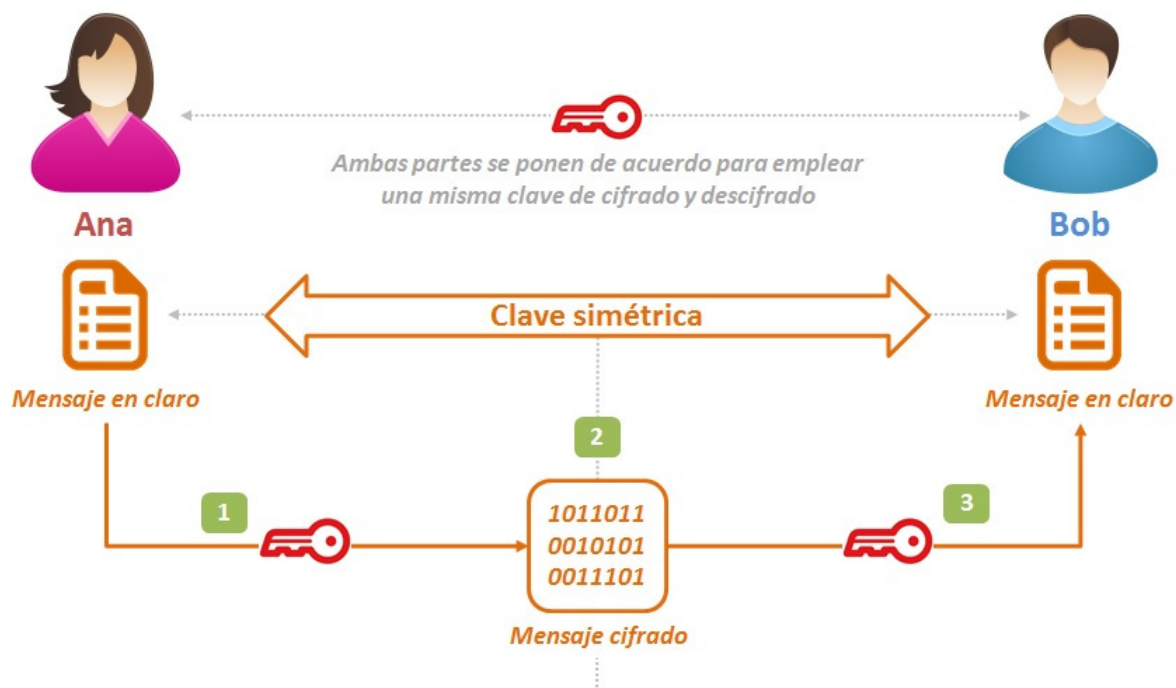 Ambas partes se ponen de acuerdo para emplear
una misma clave de cifrado y descifrado
Ana
Bob
Clave simétrica
Mensaje en claro
Mensaje en claro
2
1
3
1011011
0010101
0011101
Mensaje cifrado